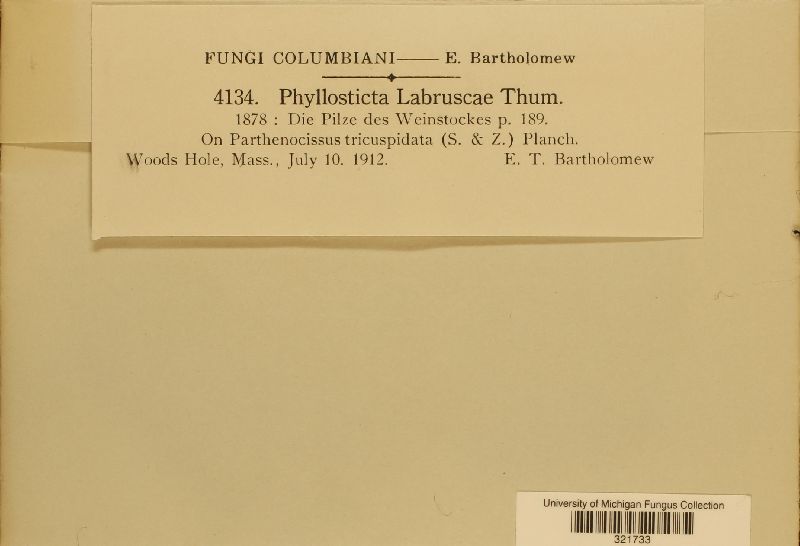 FUNGI COLUMBIANI—— E. Bartholomew
4134. Phyllosticta Labruscae Thum.
1878 : Die Pilze des Weinstockes p. 189.
On Parthenocissus tricuspidata (S. & Z.) Planch.
Woods Hole, Mass., July 10. 1912. E. T. Bartholomew
University of Michigan Fungus Collection
321733